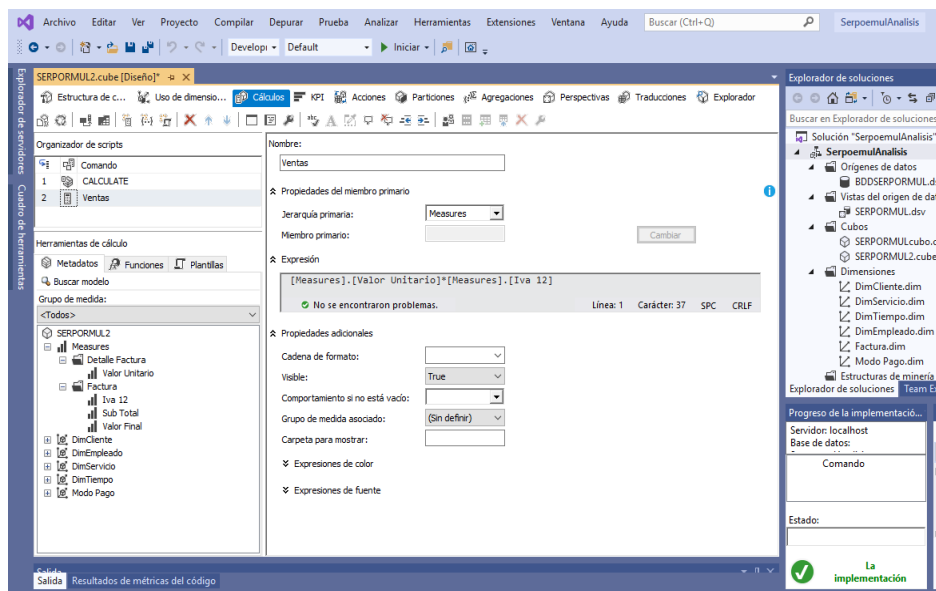 Archivo Editar Ver Proyecto Compilar Depurar Prueba Analizar Herramientas Extensiones Ventana Ayuda Buscar (Ctrl+Q) SerpoemulAnalisis
Develop Default Iniciar
Explorador de servidores
Cuadro de herramientas
SERPORMUL2.cube [Diseño]*
Estructura de c... Uso de dimensio... Cálculos KPI Acciones Particiones Agregaciones Perspectivas Traducciones Explorador
Organizador de scripts
Comando
1 CALCULATE
2 Ventas
Herramientas de cálculo
Metadatos Funciones Plantillas
Buscar modelo
Grupo de medida:
<Todos>
SERPORMUL2
Measures
Detalle Factura
Valor Unitario
Factura
Iva 12
Sub Total
Valor Final
DimCliente
DimEmpleado
DimServicio
DimTiempo
Modo Pago
Nombre:
Ventas
Propiedades del miembro primario
Jerarquía primaria: Measures
Miembro primario: Cambiar
Expresión
[Measures].[Valor Unitario]*[Measures].[Iva 12]
No se encontraron problemas. Línea: 1 Carácter: 37 SPC CRLF
Propiedades adicionales
Cadena de formato:
Visible: True
Comportamiento si no está vacío:
Grupo de medida asociado: (Sin definir)
Carpeta para mostrar:
Expresiones de color
Expresiones de fuente
Explorador de soluciones
Buscar en Explorador de soluciones
Solución "SerpoemulAnalisis"
SerpoemulAnalisis
Orígenes de datos
BDDSERPORMUL.d
Vistas del origen de dat
SERPORMUL.dsv
Cubos
SERPORMULcubo.c
SERPORMUL2.cube
Dimensiones
DimCliente.dim
DimServicio.dim
DimTiempo.dim
DimEmpleado.dim
Factura.dim
Modo Pago.dim
Estructuras de minería
Explorador de soluciones Team E
Progreso de la implementació...
Servidor: localhost
Base de datos:
Comando
Estado:
La
implementación
Salida
Salida Resultados de métricas del código